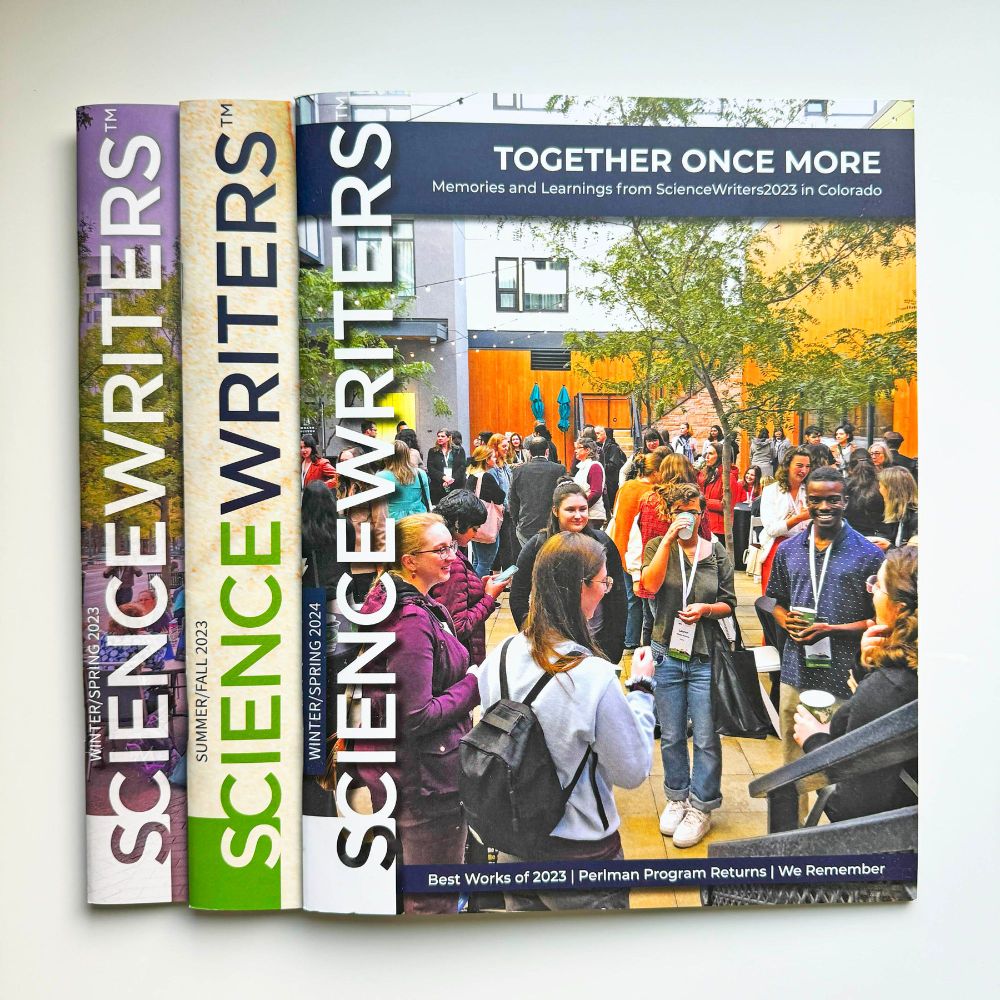 SCIENCEWRITERS™
WINTER/SPRING 2023
SCIENCEWRITERS™
SUMMER/FALL 2023
SCIENCEWRITERS™
WINTER/SPRING 2024
TOGETHER ONCE MORE
Memories and Learnings from ScienceWriters2023 in Colorado
Best Works of 2023 | Perlman Program Returns | We Remember